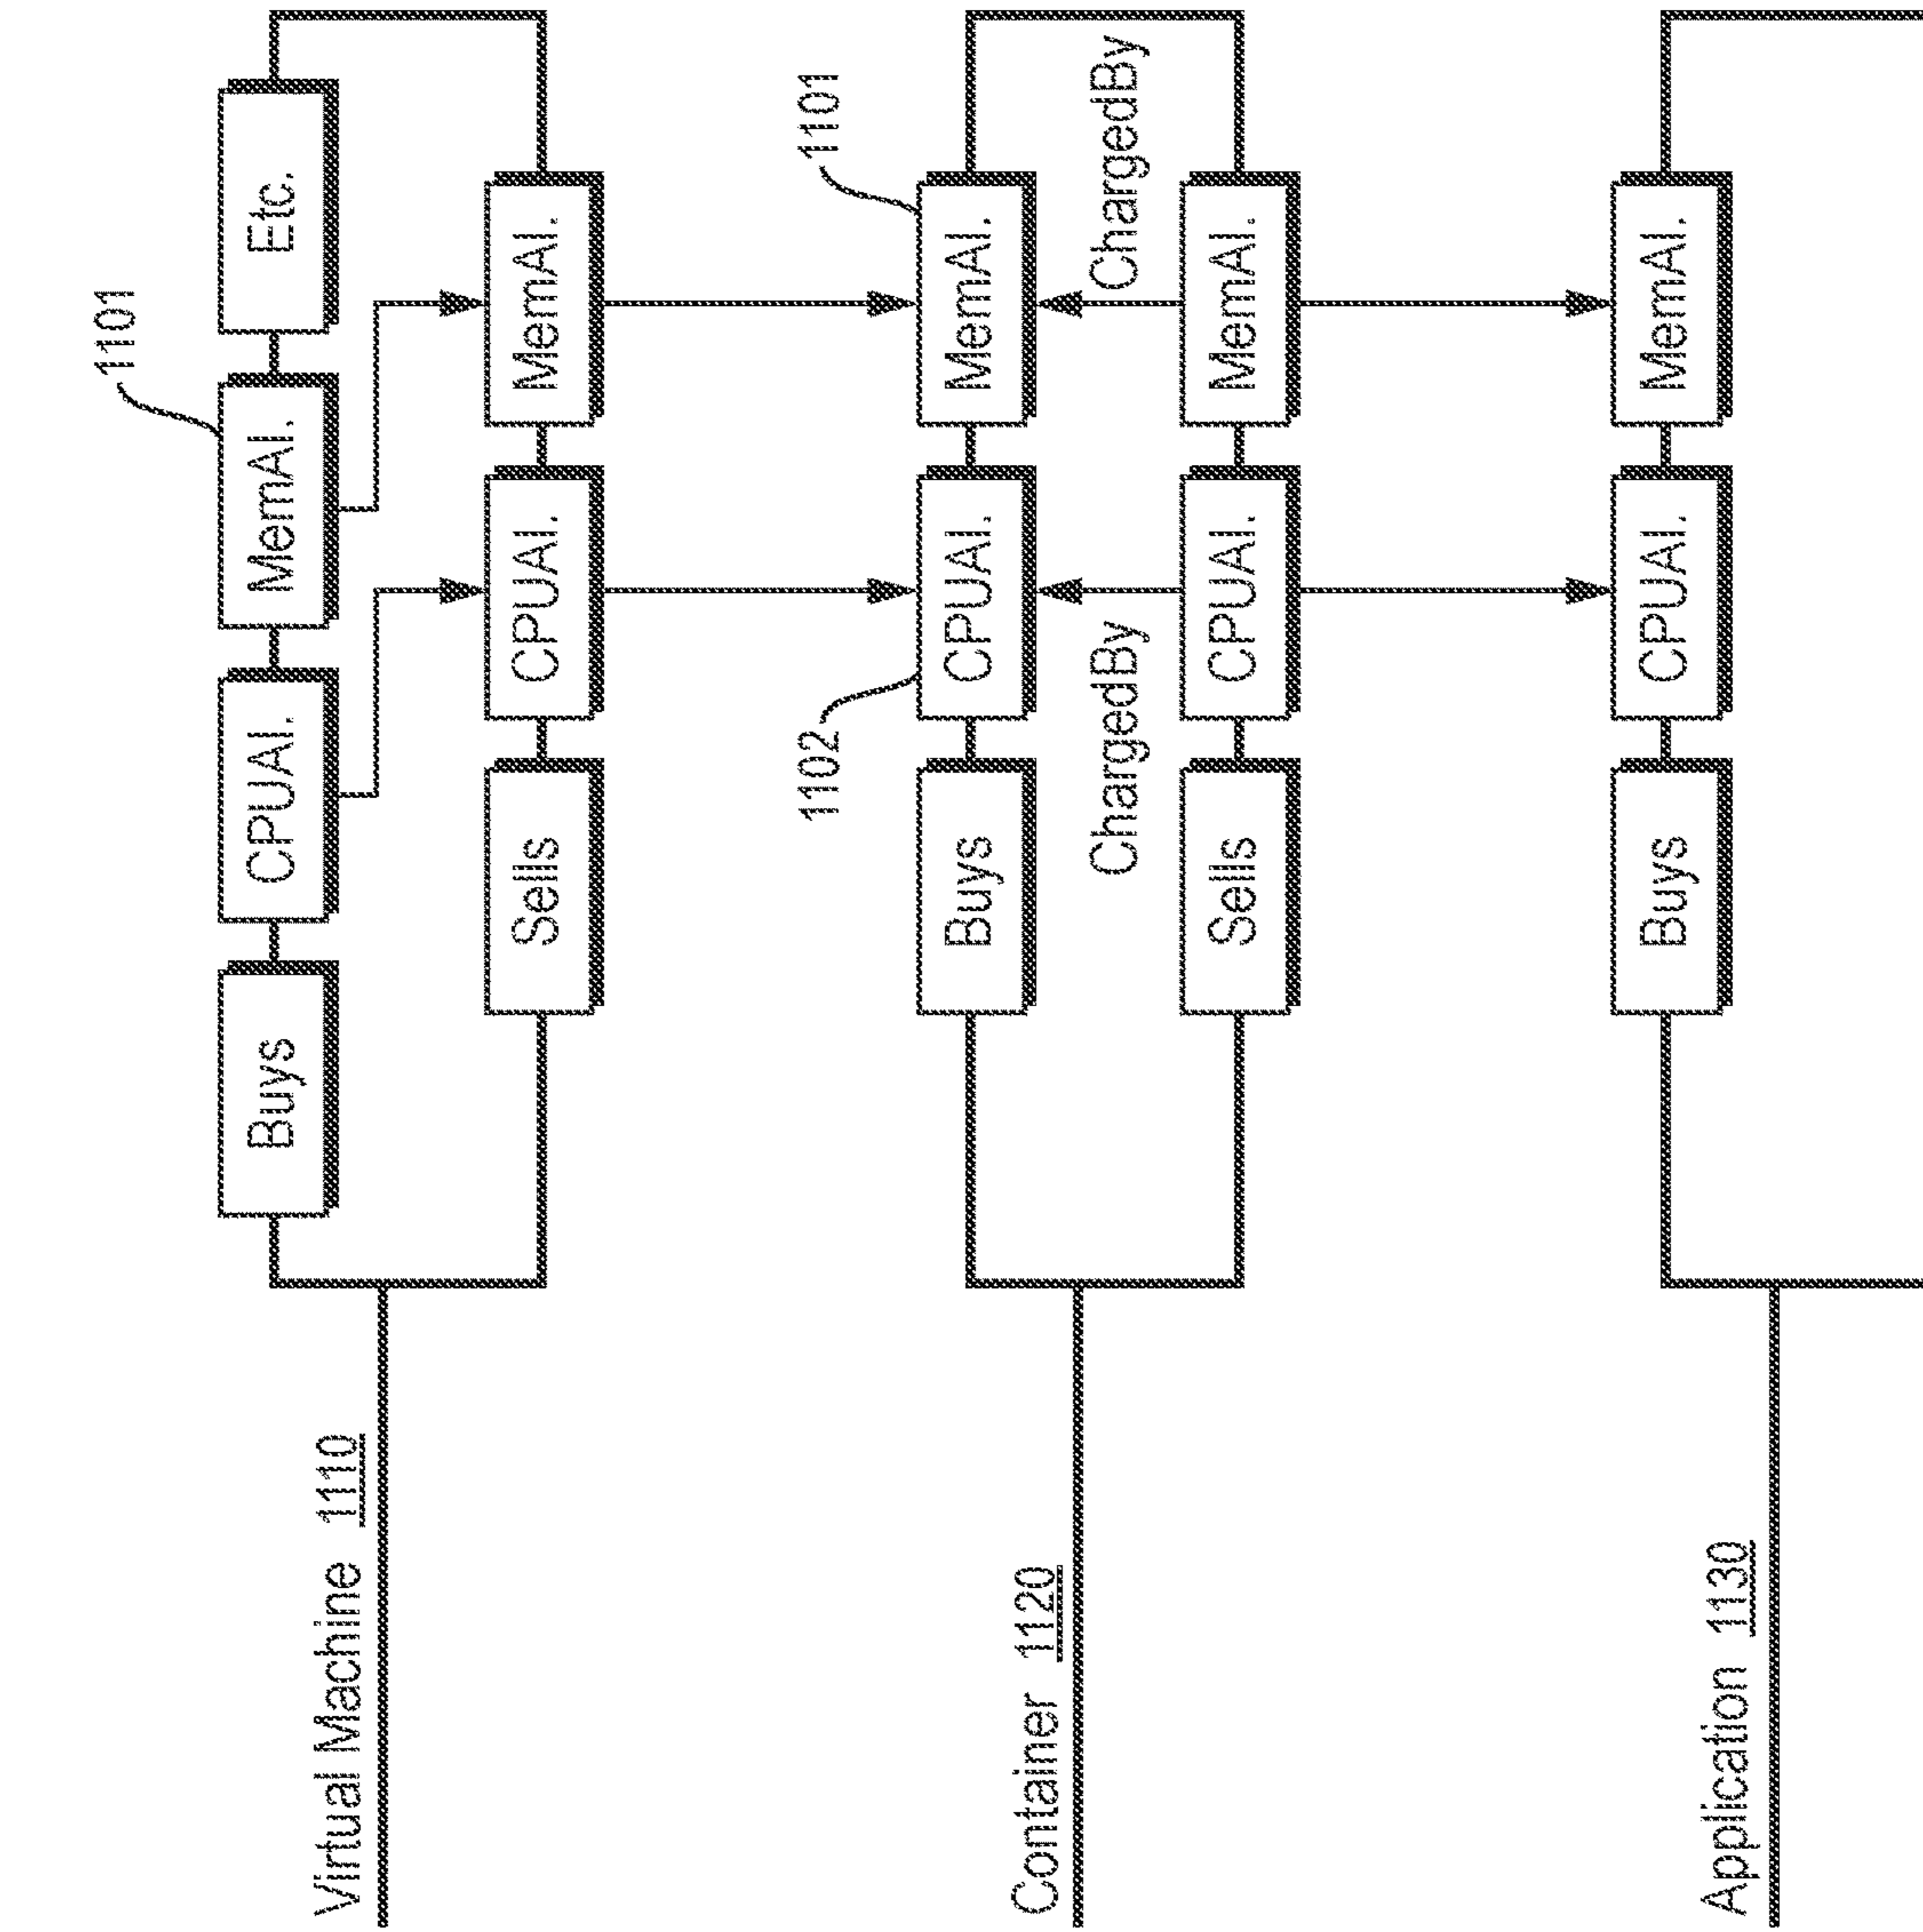 1101
Buys
CPUAl.
MemAl.
Etc.
Virtual Machine 1110
Sells
CPUAl.
MemAl.
1102
1101
Buys
CPUAl.
MemAl.
Container 1120
ChargedBy
ChargedBy
Sells
CPUAl.
MemAl.
Buys
CPUAl.
MemAl.
Application 1130